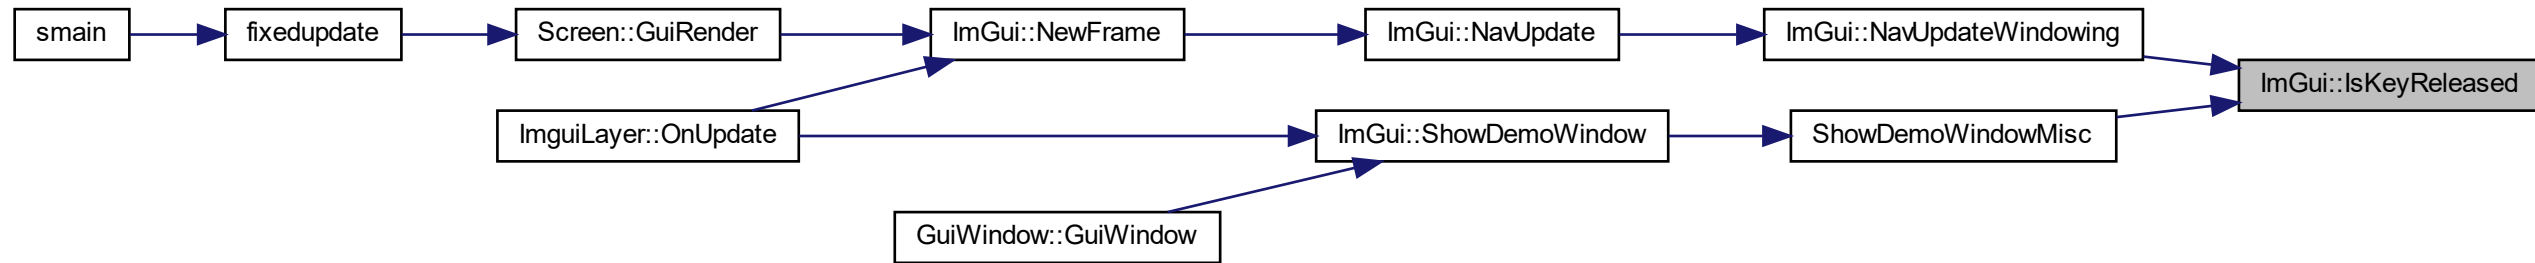 smain
fixedupdate
Screen::GuiRender
ImGui::NewFrame
ImGui::NavUpdate
ImGui::NavUpdateWindowing
ImGui::IsKeyReleased
ImguiLayer::OnUpdate
ImGui::ShowDemoWindow
ShowDemoWindowMisc
GuiWindow::GuiWindow